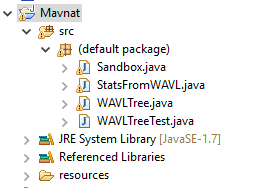 Mavnat
src
(default package)
Sandbox.java
StatsFromWAVL.java
WAVLTree.java
WAVLTreeTest.java
JRE System Library [JavaSE-1.7]
Referenced Libraries
resources